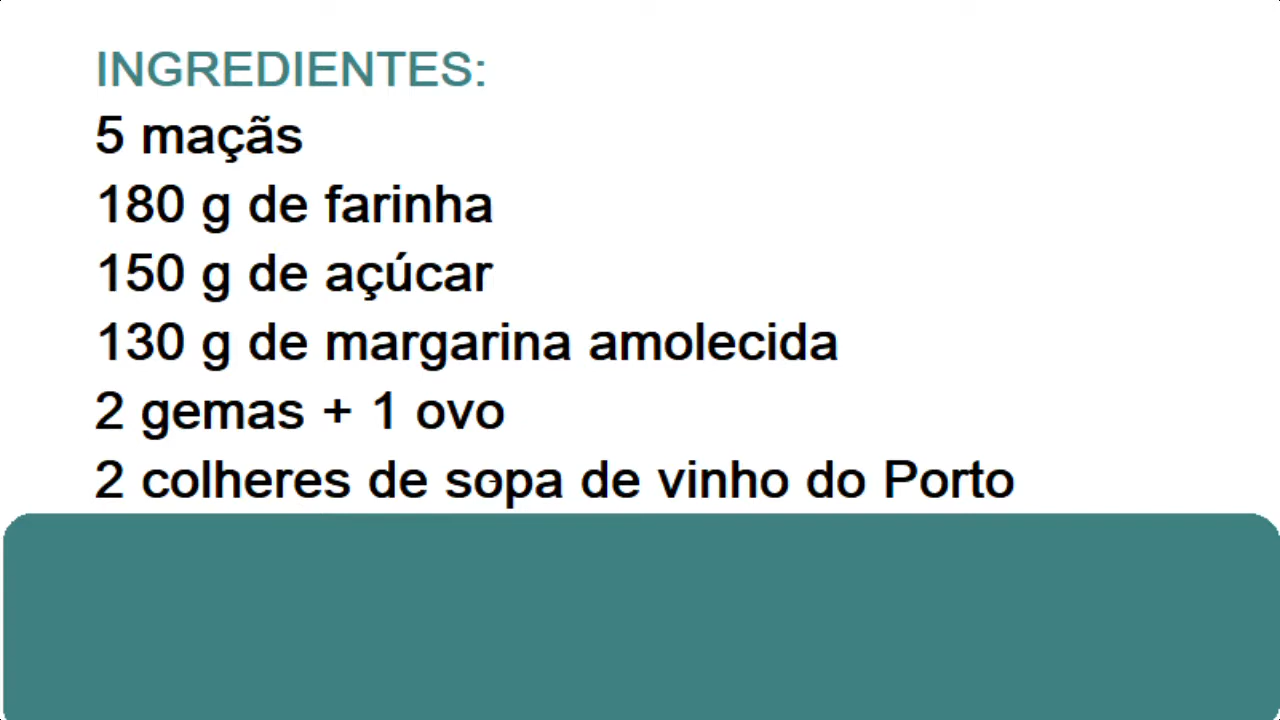 INGREDIENTES:
5 maçãs
180 g de farinha
150 g de açúcar
130 g de margarina amolecida
2 gemas + 1 ovo
2 colheres de sopa de vinho do Porto